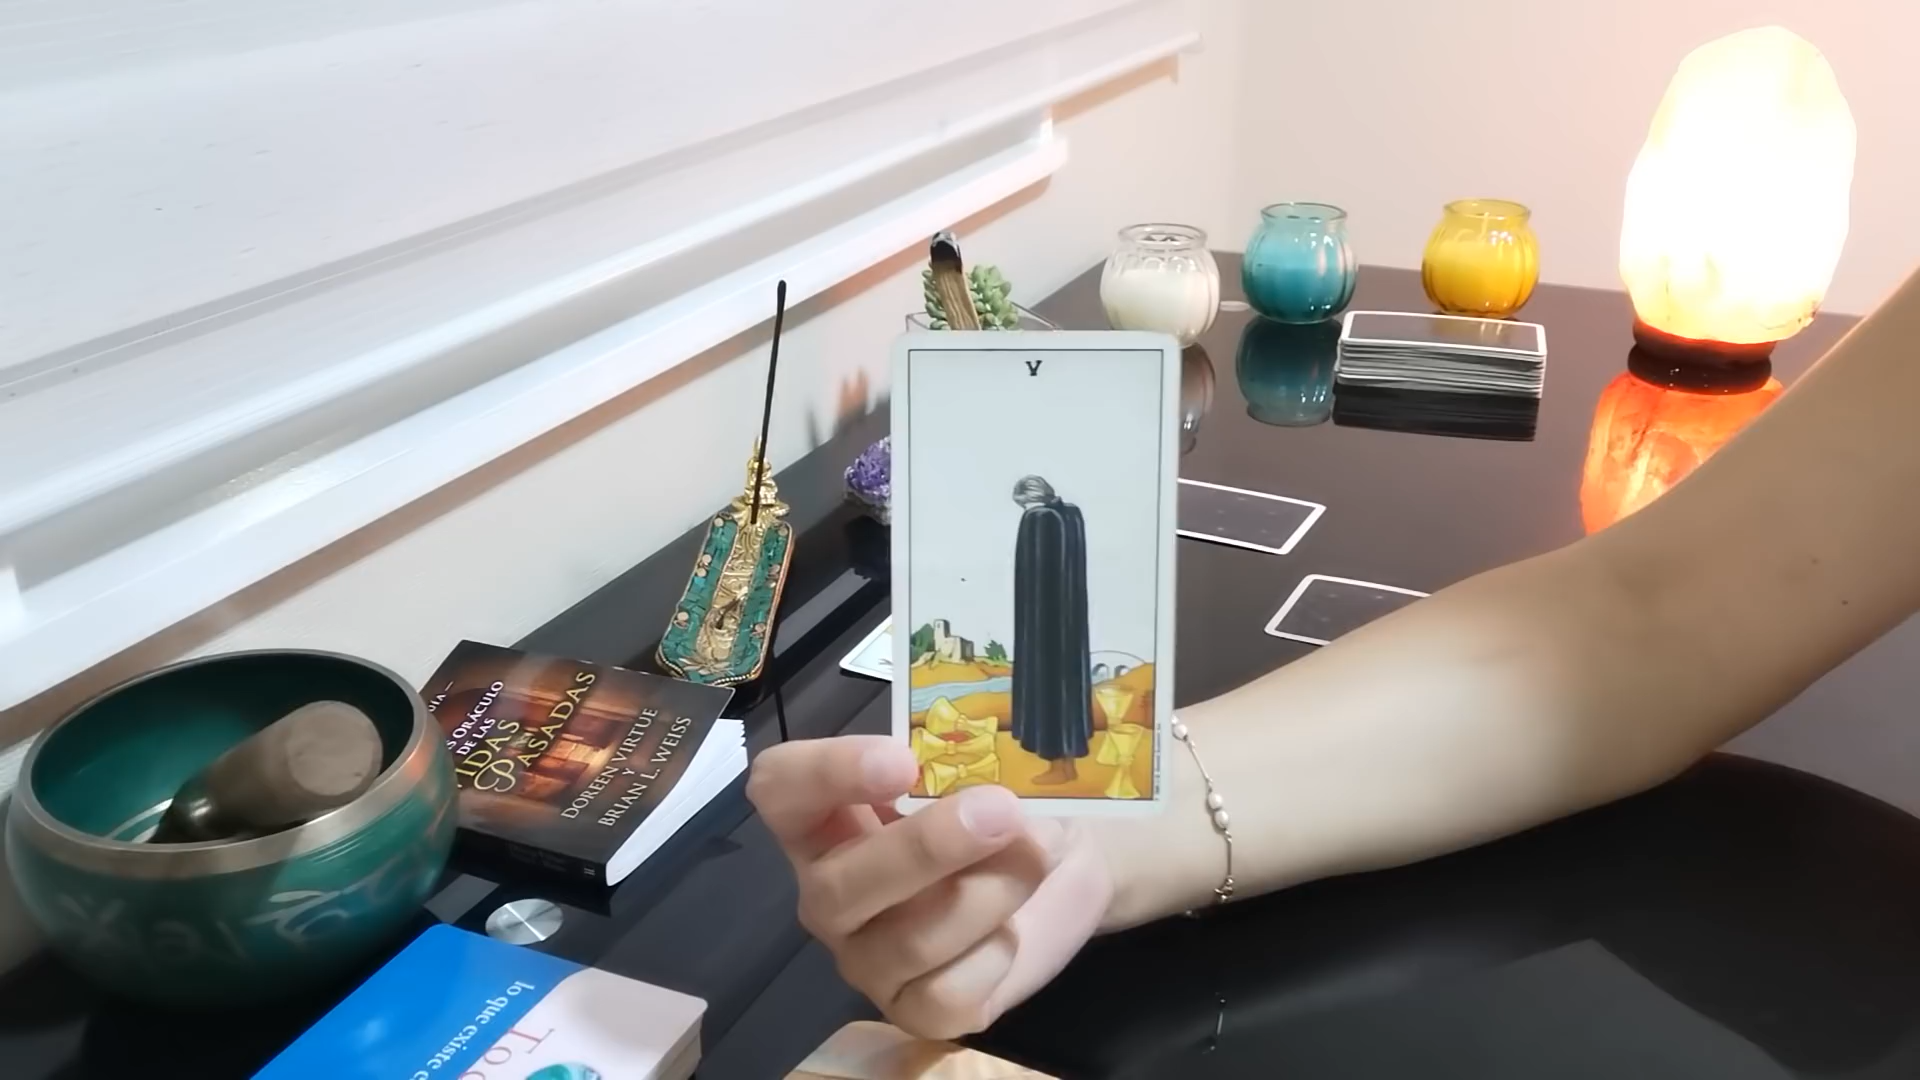 V
ORÁCULO
DE LAS
VIDAS
PASADAS
DOREEN VIRTUE
Y
BRIAN L. WEISS
lo que existe